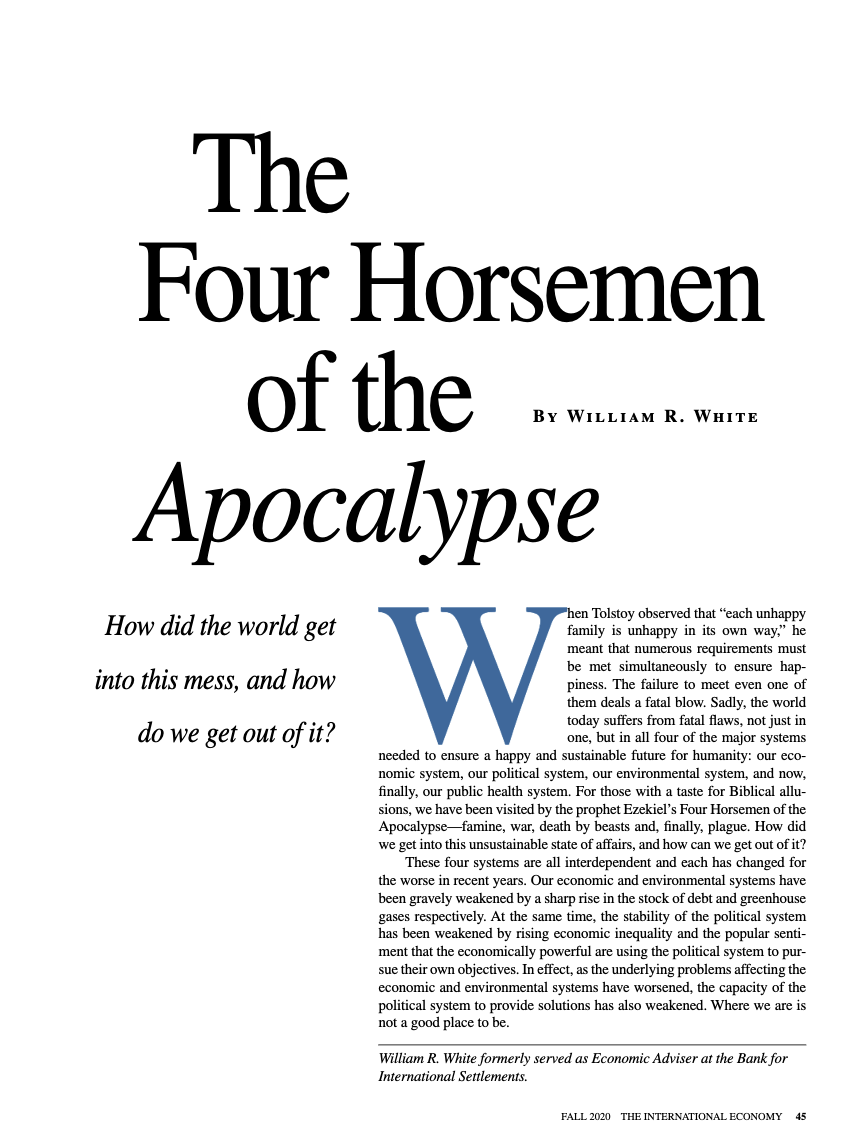 The
Four Horsemen
of the
Apocalypse
BY WILLIAM R. WHITE
How did the world get
into this mess, and how
do we get out of it?
When Tolstoy observed that “each unhappy
family is unhappy in its own way,” he
meant that numerous requirements must
be met simultaneously to ensure hap-
piness. The failure to meet even one of
them deals a fatal blow. Sadly, the world
today suffers from fatal flaws, not just in
one, but in all four of the major systems
needed to ensure a happy and sustainable future for humanity: our eco-
nomic system, our political system, our environmental system, and now,
finally, our public health system. For those with a taste for Biblical allu-
sions, we have been visited by the prophet Ezekiel’s Four Horsemen of the
Apocalypse—famine, war, death by beasts and, finally, plague. How did
we get into this unsustainable state of affairs, and how can we get out of it?
These four systems are all interdependent and each has changed for
the worse in recent years. Our economic and environmental systems have
been gravely weakened by a sharp rise in the stock of debt and greenhouse
gases respectively. At the same time, the stability of the political system
has been weakened by rising economic inequality and the popular senti-
ment that the economically powerful are using the political system to pur-
sue their own objectives. In effect, as the underlying problems affecting the
economic and environmental systems have worsened, the capacity of the
political system to provide solutions has also weakened. Where we are is
not a good place to be.
William R. White formerly served as Economic Adviser at the Bank for
International Settlements.
FALL 2020 THE INTERNATIONAL ECONOMY 45